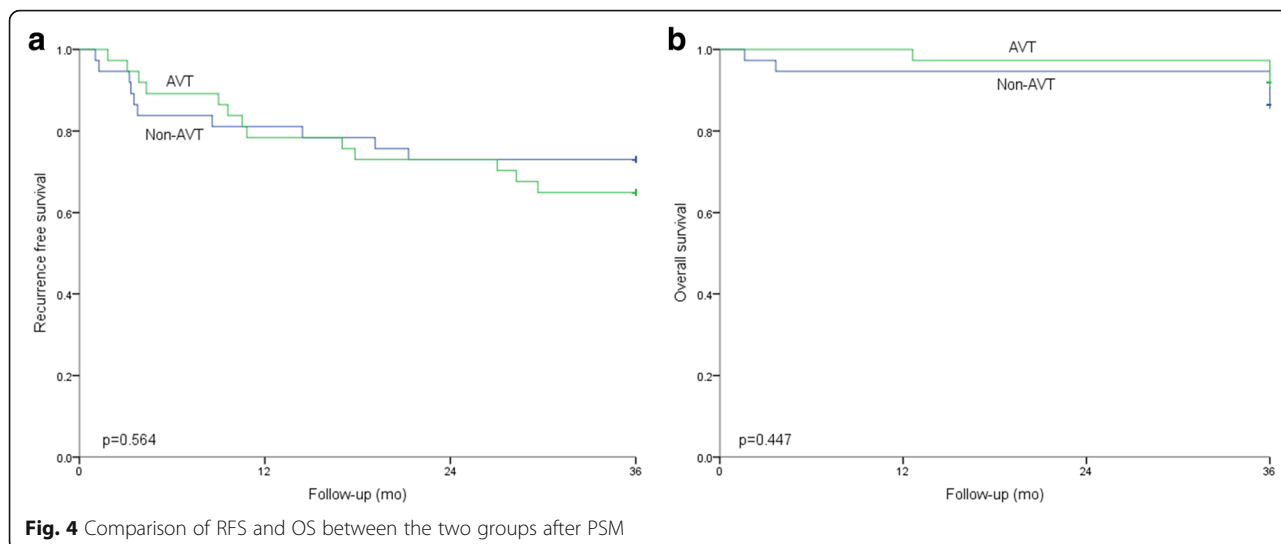 a
1.0
0.8
0.6
0.4
0.2
0.0
Recurrence free survival
AVT
Non-AVT
p=0.564
0 12 24 36
Follow-up (mo)
b
1.0
0.8
0.6
0.4
0.2
0.0
Overall survival
AVT
Non-AVT
p=0.447
0 12 24 36
Follow-up (mo)
Fig. 4 Comparison of RFS and OS between the two groups after PSM